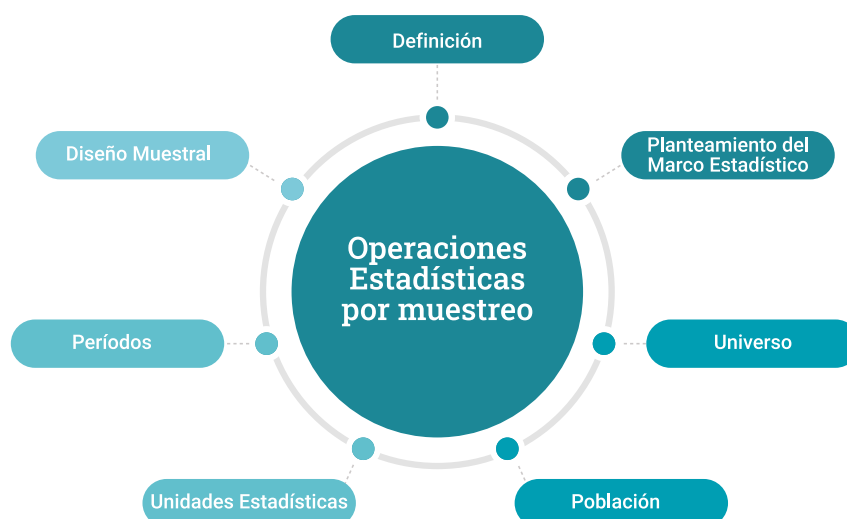 Definición
Planteamiento del
Marco Estadístico
Universo
Población
Unidades Estadísticas
Períodos
Diseño Muestral
Operaciones
Estadísticas
por muestreo